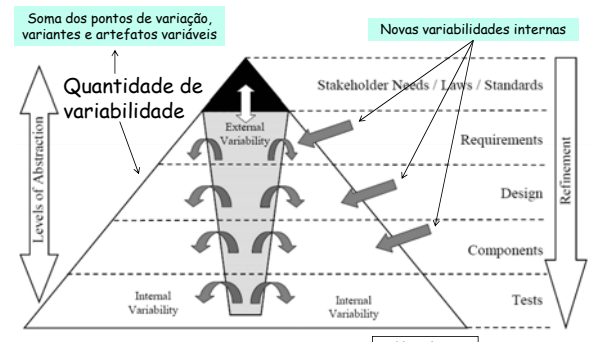 Soma dos pontos de variação,
variantes e artefatos variáveis
Novas variabilidades internas
Quantidade de
variabilidade
Stakeholder Needs / Laws / Standards
External
Variability
Requirements
Levels of Abstraction
Design
Refinement
Components
Internal
Variability
Internal
Variability
Tests